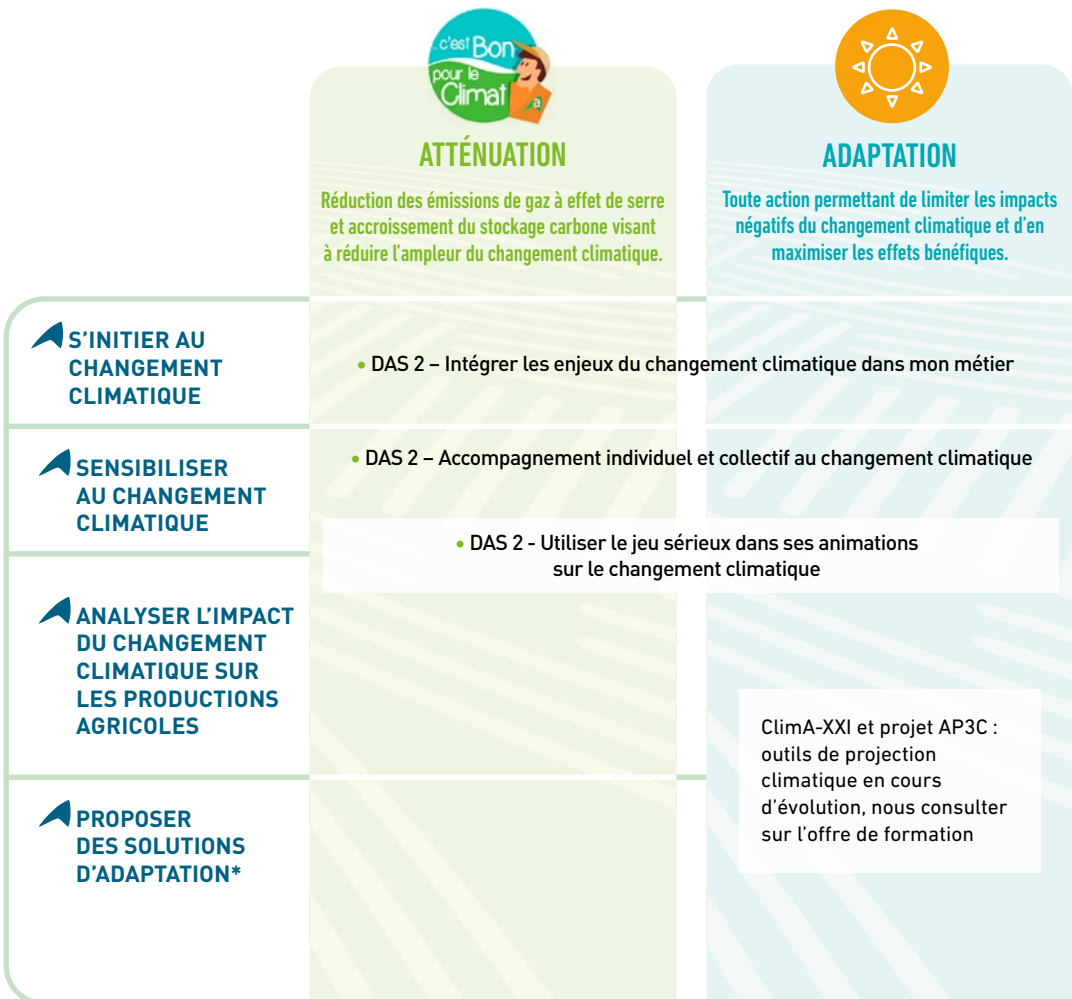 c'est Bon
pour le
Climat
a
ATTÉNUATION
Réduction des émissions de gaz à effet de serre
et accroissement du stockage carbone visant
à réduire l'ampleur du changement climatique.
ADAPTATION
Toute action permettant de limiter les impacts
négatifs du changement climatique et d'en
maximiser les effets bénéfiques.
S'INITIER AU
CHANGEMENT
CLIMATIQUE
• DAS 2 – Intégrer les enjeux du changement climatique dans mon métier
SENSIBILISER
AU CHANGEMENT
CLIMATIQUE
• DAS 2 – Accompagnement individuel et collectif au changement climatique
• DAS 2 - Utiliser le jeu sérieux dans ses animations
sur le changement climatique
ANALYSER L'IMPACT
DU CHANGEMENT
CLIMATIQUE SUR
LES PRODUCTIONS
AGRICOLES
ClimA-XXI et projet AP3C :
outils de projection
climatique en cours
d'évolution, nous consulter
sur l'offre de formation
PROPOSER
DES SOLUTIONS
D'ADAPTATION*